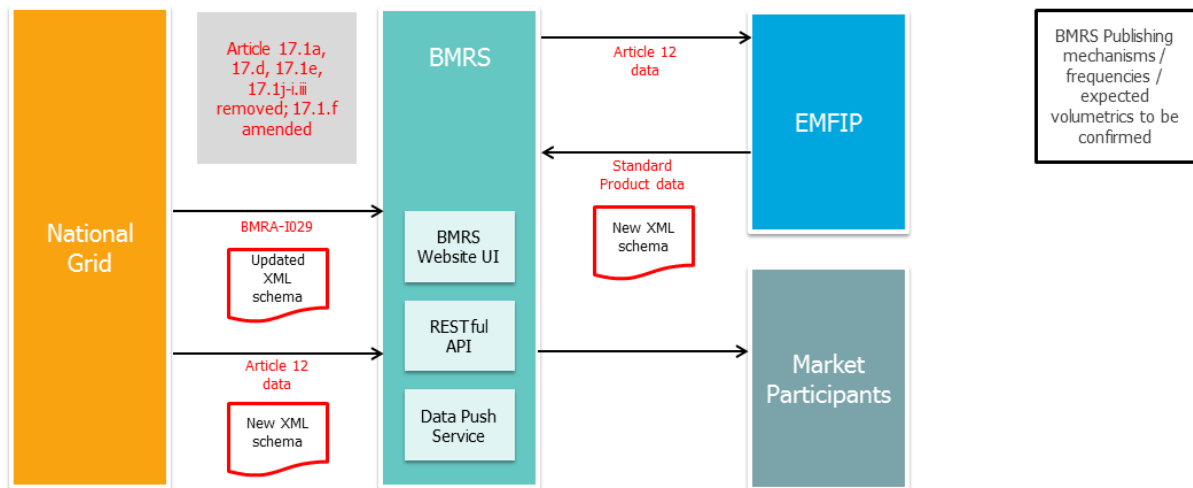 National
Grid
Article 17.1a,
17.d, 17.1e,
17.1j-i.iii
removed; 17.1.f
amended
BMRA-I029
Updated
XML
schema
Article 12
data
New XML
schema
BMRS
BMRS
Website UI
RESTful
API
Data Push
Service
Article 12
data
Standard
Product data
New XML
schema
EMFIP
Market
Participants
BMRS Publishing
mechanisms /
frequencies /
expected
volumetrics to be
confirmed